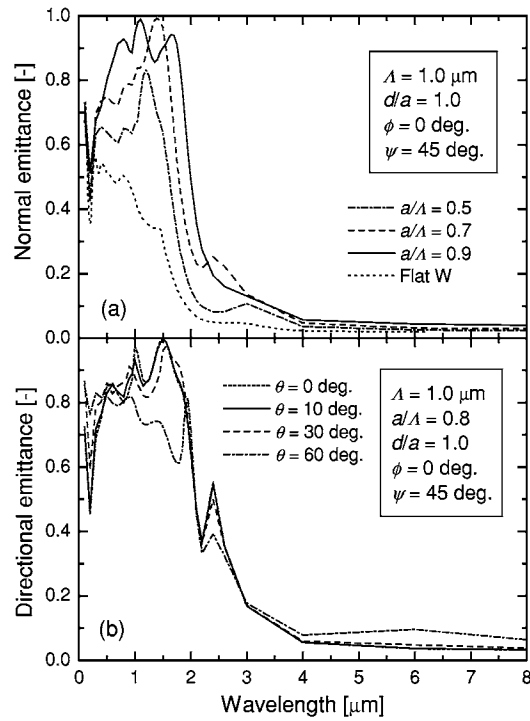 1.0
0.8
0.6
0.4
0.2
0.0
Normal emittance [-]
Λ = 1.0 μm
d/a = 1.0
ϕ = 0 deg.
ψ = 45 deg.
a/Λ = 0.5
a/Λ = 0.7
a/Λ = 0.9
Flat W
(a)
0.8
0.6
0.4
0.2
0.0
Directional emittance [-]
θ = 0 deg.
θ = 10 deg.
θ = 30 deg.
θ = 60 deg.
Λ = 1.0 μm
a/Λ = 0.8
d/a = 1.0
ϕ = 0 deg.
ψ = 45 deg.
(b)
0 1 2 3 4 5 6 7 8
Wavelength [μm]